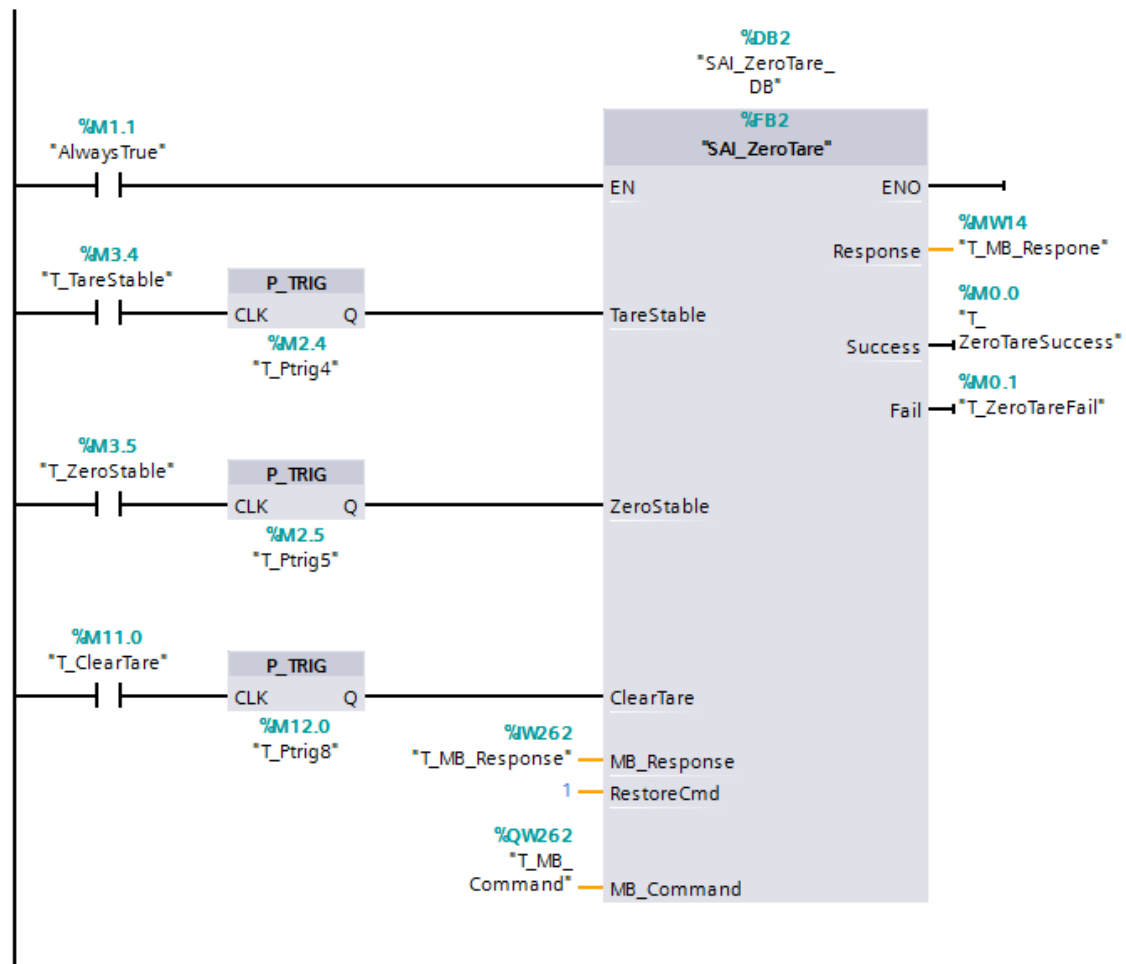 %DB2
"SAI_ZeroTare_
DB"
%FB2
"SAI_ZeroTare"
%M1.1
"AlwaysTrue"
EN
ENO
%MW14
"T_MB_Respone"
Response
%M3.4
"T_TareStable"
P_TRIG
CLK
Q
%M2.4
"T_Ptrig4"
TareStable
%M0.0
"T_
ZeroTareSuccess"
Success
%M0.1
"T_ZeroTareFail"
Fail
%M3.5
"T_ZeroStable"
P_TRIG
CLK
Q
%M2.5
"T_Ptrig5"
ZeroStable
%M11.0
"T_ClearTare"
P_TRIG
CLK
Q
%M12.0
"T_Ptrig8"
ClearTare
%IW262
"T_MB_Response"
MB_Response
1
RestoreCmd
%QW262
"T_MB_
Command"
MB_Command